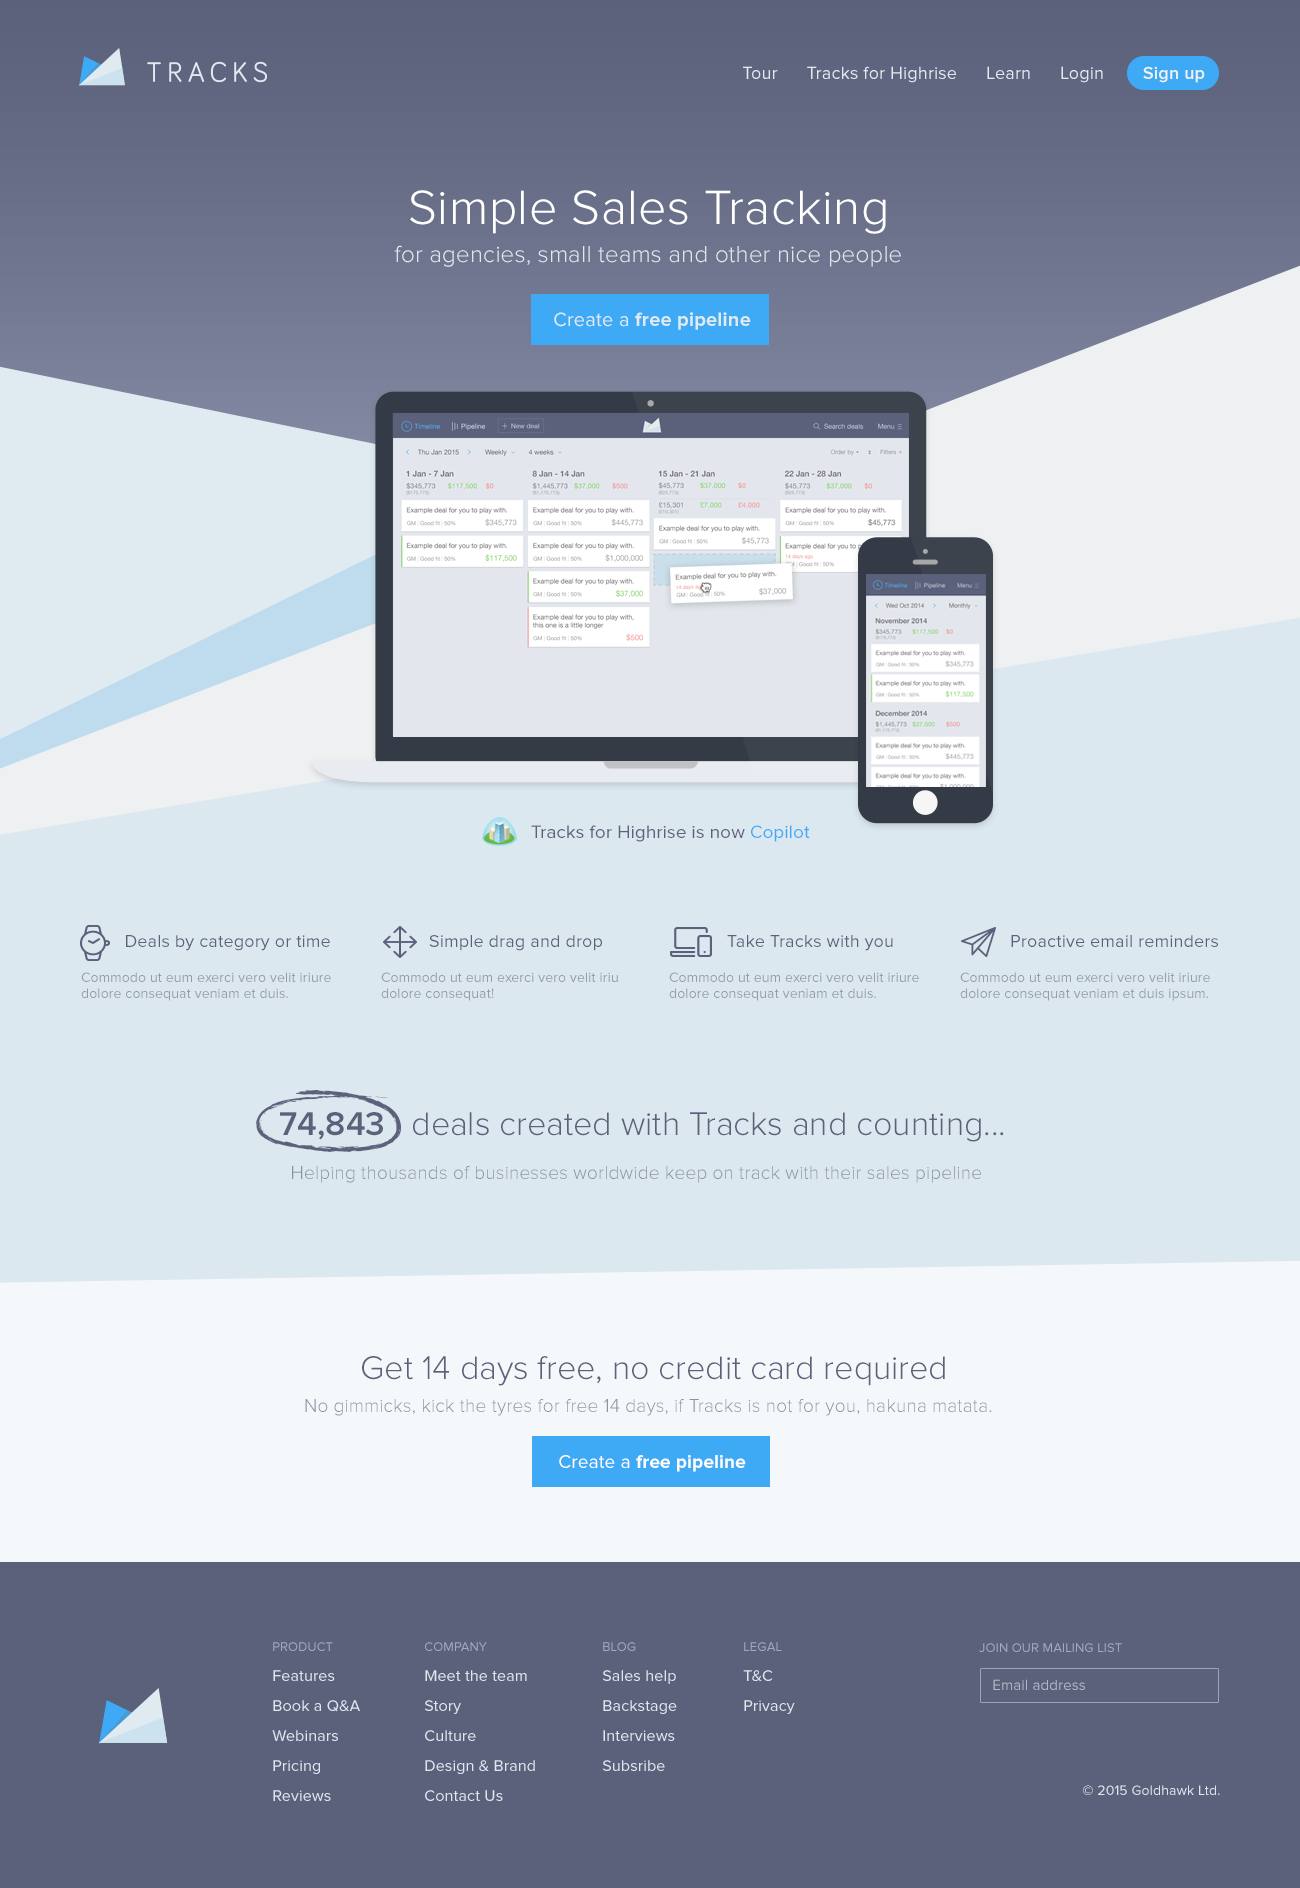 TRACKS
Tour Tracks for Highrise Learn Login Sign up
Simple Sales Tracking
for agencies, small teams and other nice people
Create a free pipeline
Timeline Pipeline + New deal Search deals Menu
Thu Jan 2015 Weekly 4 weeks Order by Filters
1 Jan - 7 Jan
$345,773 $117,500 $0
Example deal for you to play with.
GM | Good fit | 50% $345,773
Example deal for you to play with.
GM | Good fit | 50% $117,500
8 Jan - 14 Jan
$1,445,773 $37,000 $500
Example deal for you to play with.
GM | Good fit | 50% $445,773
Example deal for you to play with.
GM | Good fit | 50% $1,000,000
Example deal for you to play with.
GM | Good fit | 50% $37,000
Example deal for you to play with,
this one is a little longer
GM | Good fit | 50% $500
15 Jan - 21 Jan
$45,773 $37,000 $0
£15,301 £7,000 £4,000
Example deal for you to play with.
GM | Good fit | 50% $45,773
Example deal for you to play with.
14 days
GM | Good fit | 50% $37,000
22 Jan - 28 Jan
$45,773 $37,000 $0
Example deal for you to play with.
GM | Good fit | 50% $45,773
Example deal for you to
14 days ago
GM | Good fit | 50%
Timeline Pipeline Menu
Wed Oct 2014 Monthly
November 2014
$345,773 $117,500 $0
Example deal for you to play with.
GM | Good fit | 50% $345,773
Example deal for you to play with.
GM | Good fit | 50% $117,500
December 2014
$1,445,773 $37,000 $500
Example deal for you to play with.
GM | Good fit | 50% $445,773
Example deal for you to play with.
Tracks for Highrise is now Copilot
Deals by category or time
Commodo ut eum exerci vero velit iriure
dolore consequat veniam et duis.
Simple drag and drop
Commodo ut eum exerci vero velit iriu
dolore consequat!
Take Tracks with you
Commodo ut eum exerci vero velit iriure
dolore consequat veniam et duis.
Proactive email reminders
Commodo ut eum exerci vero velit iriure
dolore consequat veniam et duis ipsum.
74,843 deals created with Tracks and counting...
Helping thousands of businesses worldwide keep on track with their sales pipeline
Get 14 days free, no credit card required
No gimmicks, kick the tyres for free 14 days, if Tracks is not for you, hakuna matata.
Create a free pipeline
PRODUCT
Features
Book a Q&A
Webinars
Pricing
Reviews
COMPANY
Meet the team
Story
Culture
Design & Brand
Contact Us
BLOG
Sales help
Backstage
Interviews
Subsribe
LEGAL
T&C
Privacy
JOIN OUR MAILING LIST
Email address
© 2015 Goldhawk Ltd.